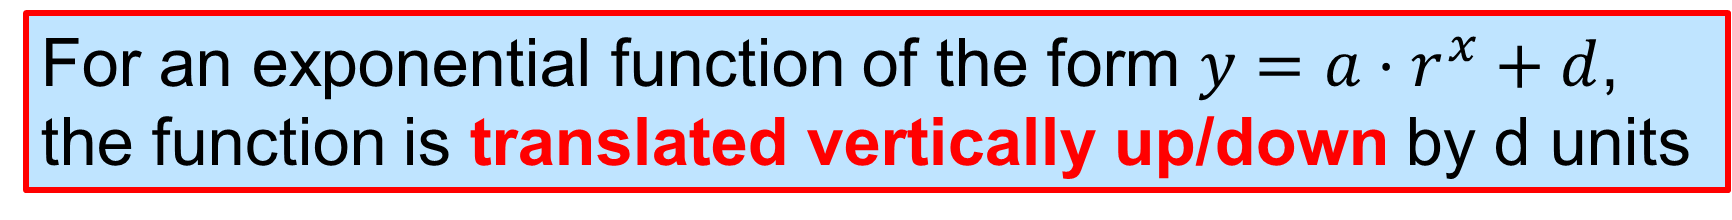 For an exponential function of the form y = a · r^x + d,
the function is translated vertically up/down by d units